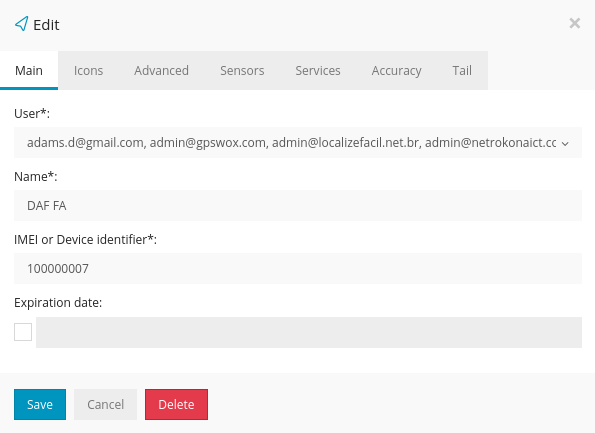 Edit
Main Icons Advanced Sensors Services Accuracy Tail
User*:
adams.d@gmail.com, admin@gpswox.com, admin@localizefacil.net.br, admin@netrokonaict.cc
Name*:
DAF FA
IMEI or Device identifier*:
100000007
Expiration date:
Save Cancel Delete